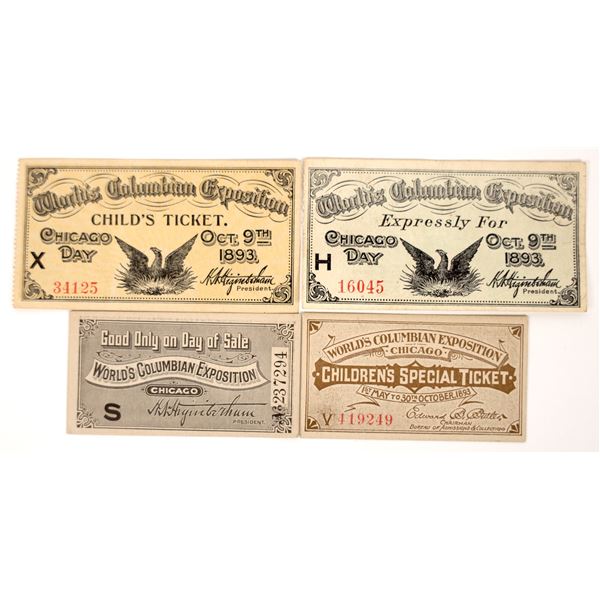 World's Columbian Exposition
CHILD'S TICKET.
CHICAGO DAY
OCT. 9TH 1893.
X
34125
H.N. Higinbotham
President.
World's Columbian Exposition
Expressly For
CHICAGO DAY
OCT. 9TH 1893.
H
16045
H.N. Higinbotham
President.
Good Only on Day of Sale
WORLD'S COLUMBIAN EXPOSITION
CHICAGO
S
H.N. Higinbotham
PRESIDENT.
237294
WORLD'S COLUMBIAN EXPOSITION
CHICAGO
CHILDREN'S SPECIAL TICKET
1ST MAY TO 30TH OCTOBER, 1893
V 419249
Edward B. Butler
CHAIRMAN
BUREAU OF ADMISSIONS & COLLECTIONS